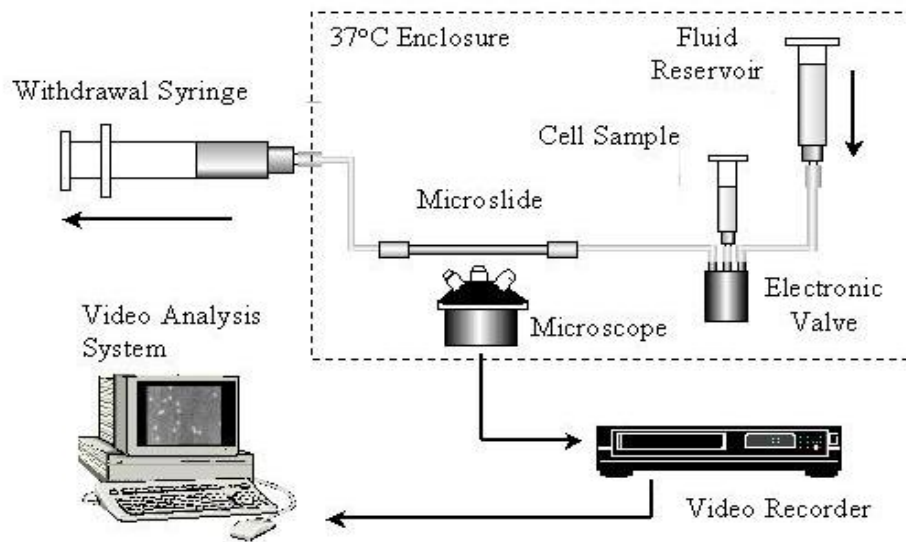 37°C Enclosure
Fluid
Reservoir
Withdrawal Syringe
Cell Sample
Microslide
Electronic
Valve
Microscope
Video Analysis
System
Video Recorder